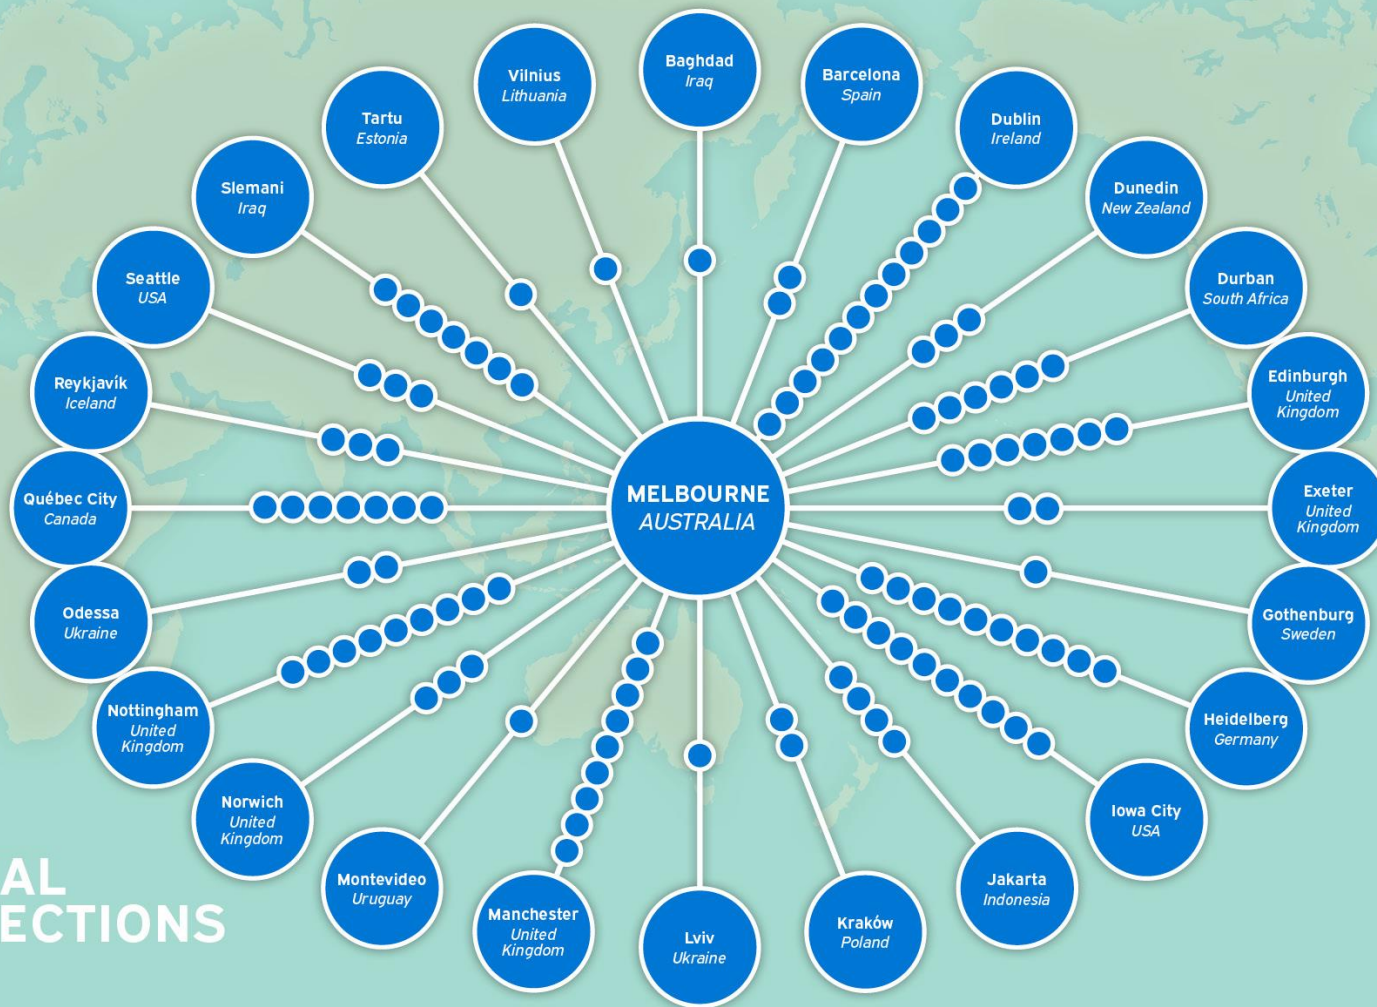 Baghdad
Iraq
Barcelona
Spain
Dublin
Ireland
Dunedin
New Zealand
Durban
South Africa
Edinburgh
United
Kingdom
Exeter
United
Kingdom
Gothenburg
Sweden
Heidelberg
Germany
Iowa City
USA
Jakarta
Indonesia
Kraków
Poland
Lviv
Ukraine
Manchester
United
Kingdom
Montevideo
Uruguay
Norwich
United
Kingdom
Nottingham
United
Kingdom
Odessa
Ukraine
Québec City
Canada
Reykjavík
Iceland
Seattle
USA
Slemani
Iraq
Tartu
Estonia
Vilnius
Lithuania
MELBOURNE
AUSTRALIA
AL
ECTIONS